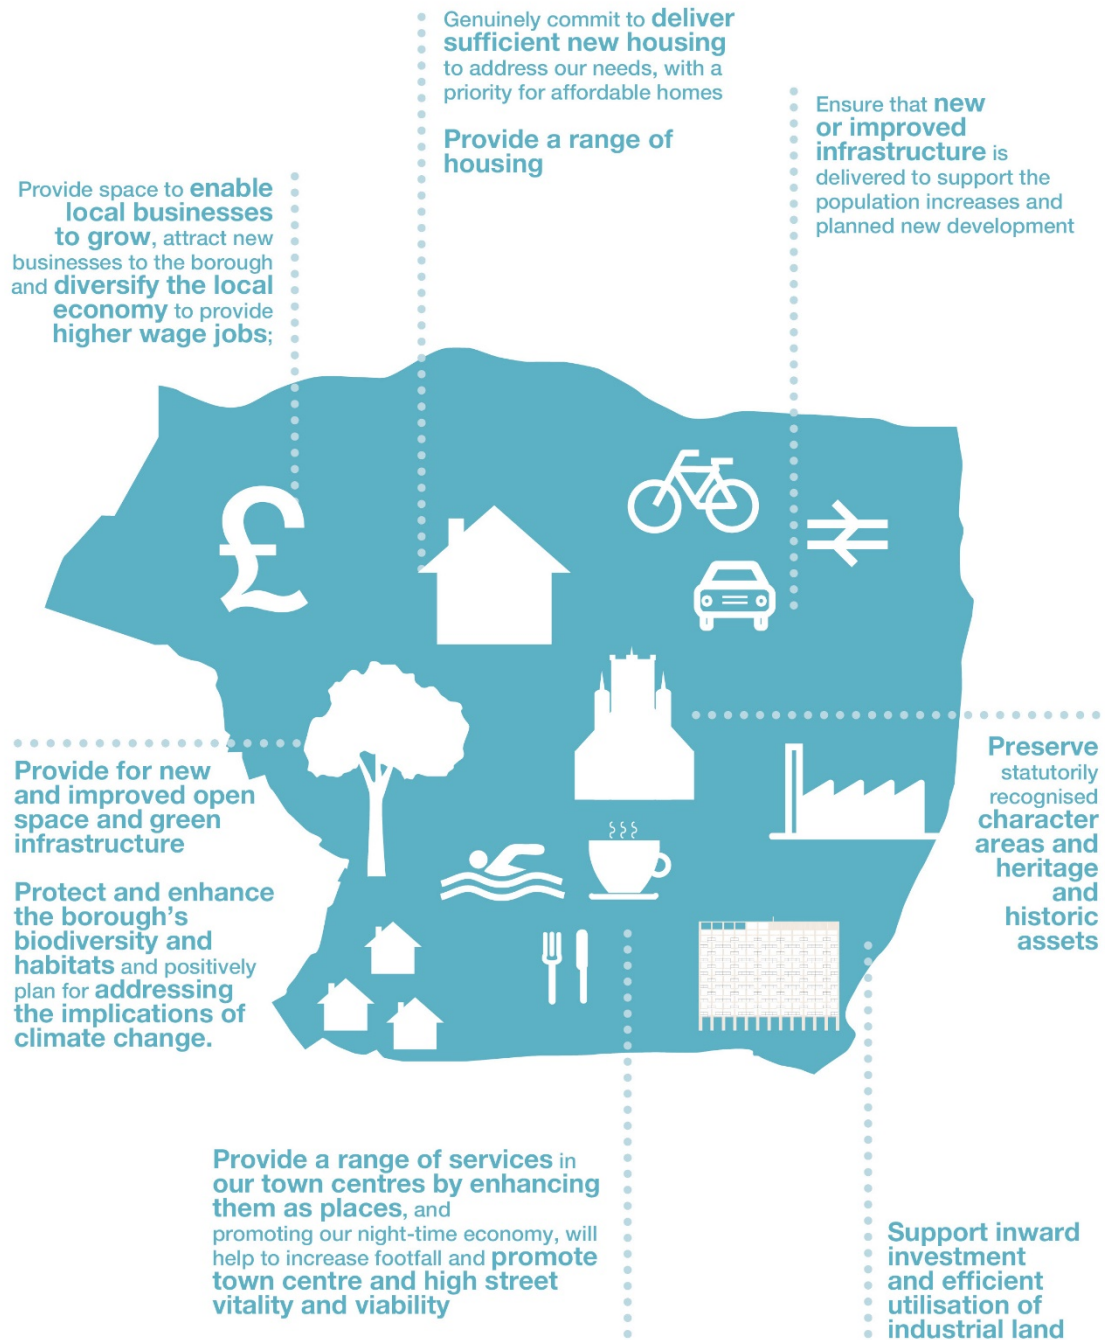 Genuinely commit to deliver
sufficient new housing
to address our needs, with a
priority for affordable homes
Provide a range of
housing
Ensure that new
or improved
infrastructure is
delivered to support the
population increases and
planned new development
Provide space to enable
local businesses
to grow, attract new
businesses to the borough
and diversify the local
economy to provide
higher wage jobs;
£
Provide for new
and improved open
space and green
infrastructure
Protect and enhance
the borough's
biodiversity and
habitats and positively
plan for addressing
the implications of
climate change.
Preserve
statutorily
recognised
character
areas and
heritage
and
historic
assets
Provide a range of services in
our town centres by enhancing
them as places, and
promoting our night-time economy, will
help to increase footfall and promote
town centre and high street
vitality and viability
Support inward
investment
and efficient
utilisation of
industrial land